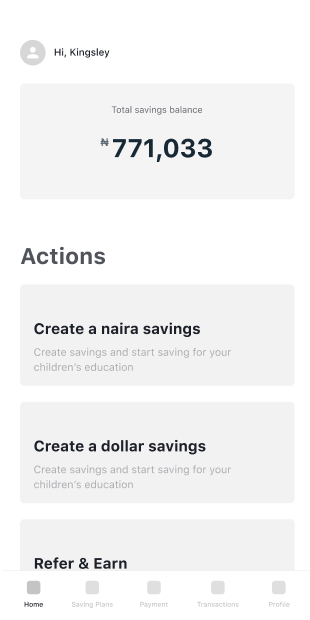 Hi, Kingsley
Total savings balance
₦771,033
Actions
Create a naira savings
Create savings and start saving for your
children's education
Create a dollar savings
Create savings and start saving for your
children's education
Refer & Earn
Home
Saving Plans
Payment
Transactions
Profile